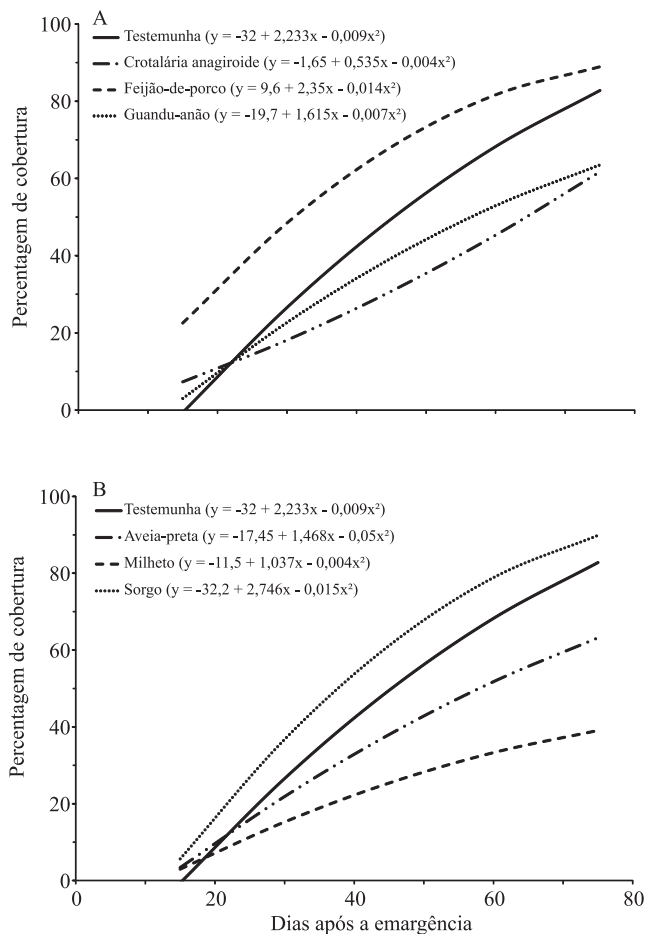 A
Testemunha (y = -32 + 2,233x - 0,009x²)
Crotalária anagiroide (y = -1,65 + 0,535x - 0,004x²)
Feijão-de-porco (y = 9,6 + 2,35x - 0,014x²)
Guandu-anão (y = -19,7 + 1,615x - 0,007x²)
Percentagem de cobertura
100
80
60
40
20
0
B
Testemunha (y = -32 + 2,233x - 0,009x²)
Aveia-preta (y = -17,45 + 1,468x - 0,05x²)
Milheto (y = -11,5 + 1,037x - 0,004x²)
Sorgo (y = -32,2 + 2,746x - 0,015x²)
Percentagem de cobertura
100
80
60
40
20
0
0 20 40 60 80
Dias após a emargência